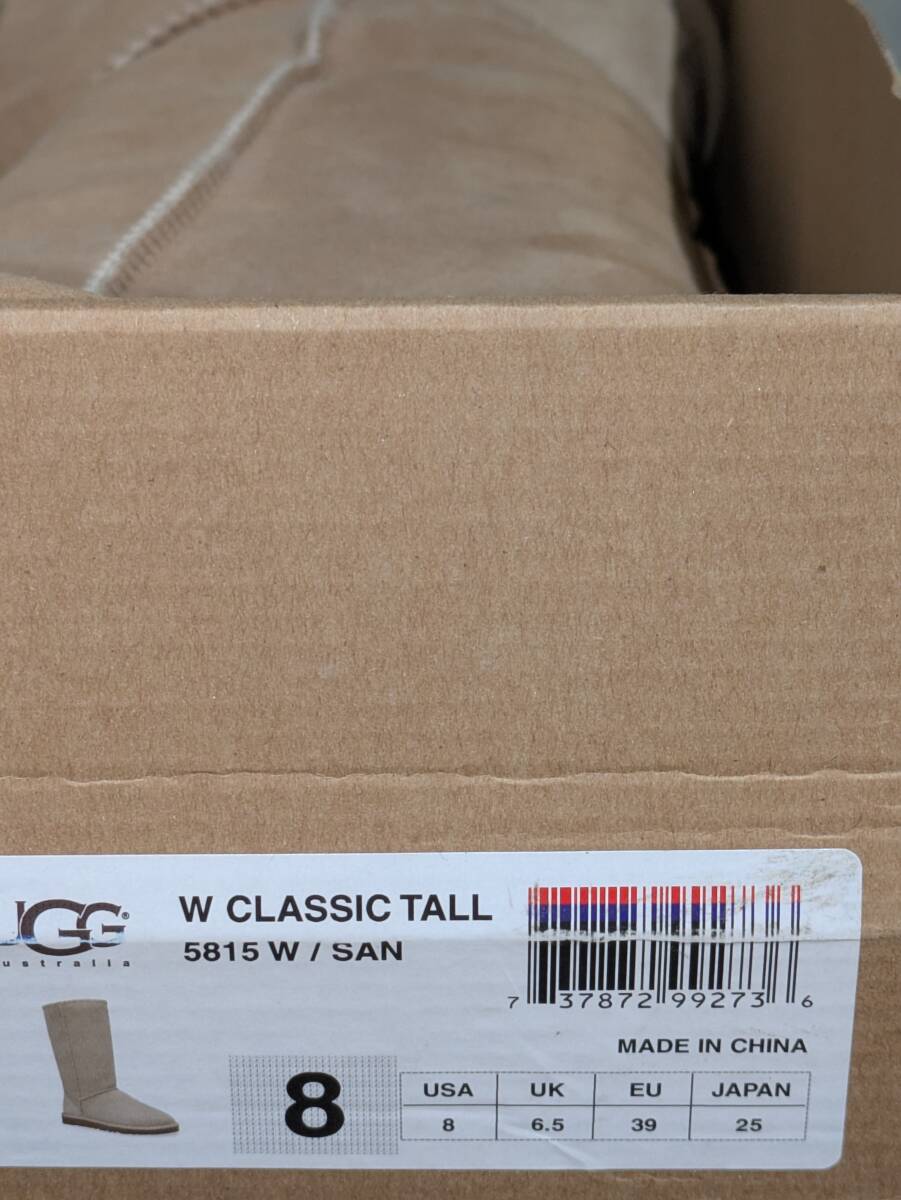 UGG®
australia
W CLASSIC TALL
5815 W / SAN
7 37872 99273 6
MADE IN CHINA
8
USA UK EU JAPAN
8 6.5 39 25